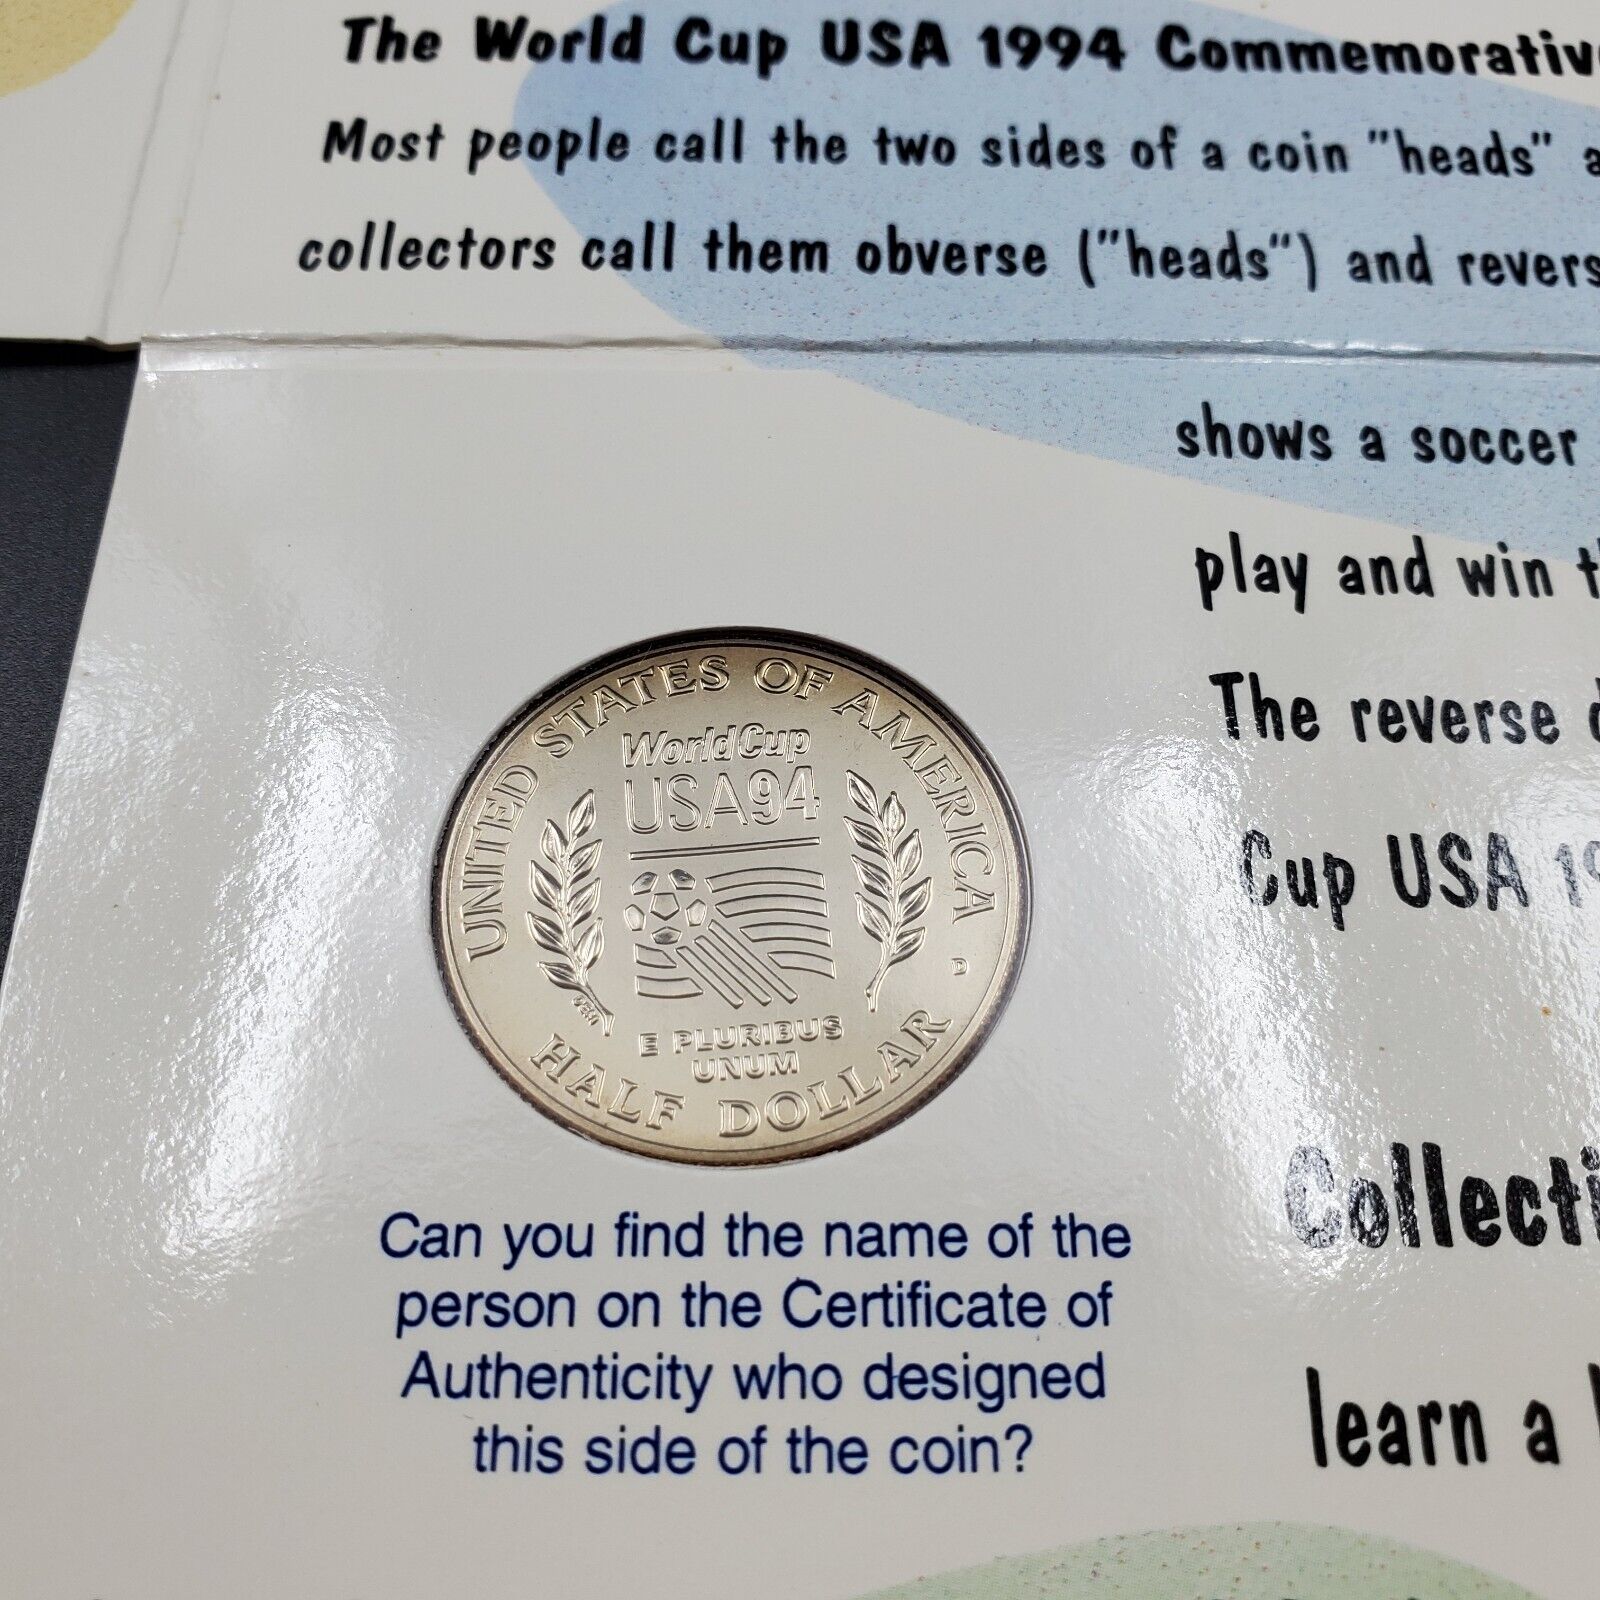 The World Cup USA 1994 Commemorative
Most people call the two sides of a coin "heads" a
collectors call them obverse ("heads") and revers
shows a soccer
play and win t
The reverse d
Cup USA 19
Collecti
learn a
UNITED STATES OF AMERICA
WorldCup
USA94
D
E PLURIBUS
UNUM
HALF DOLLAR
Can you find the name of the
person on the Certificate of
Authenticity who designed
this side of the coin?